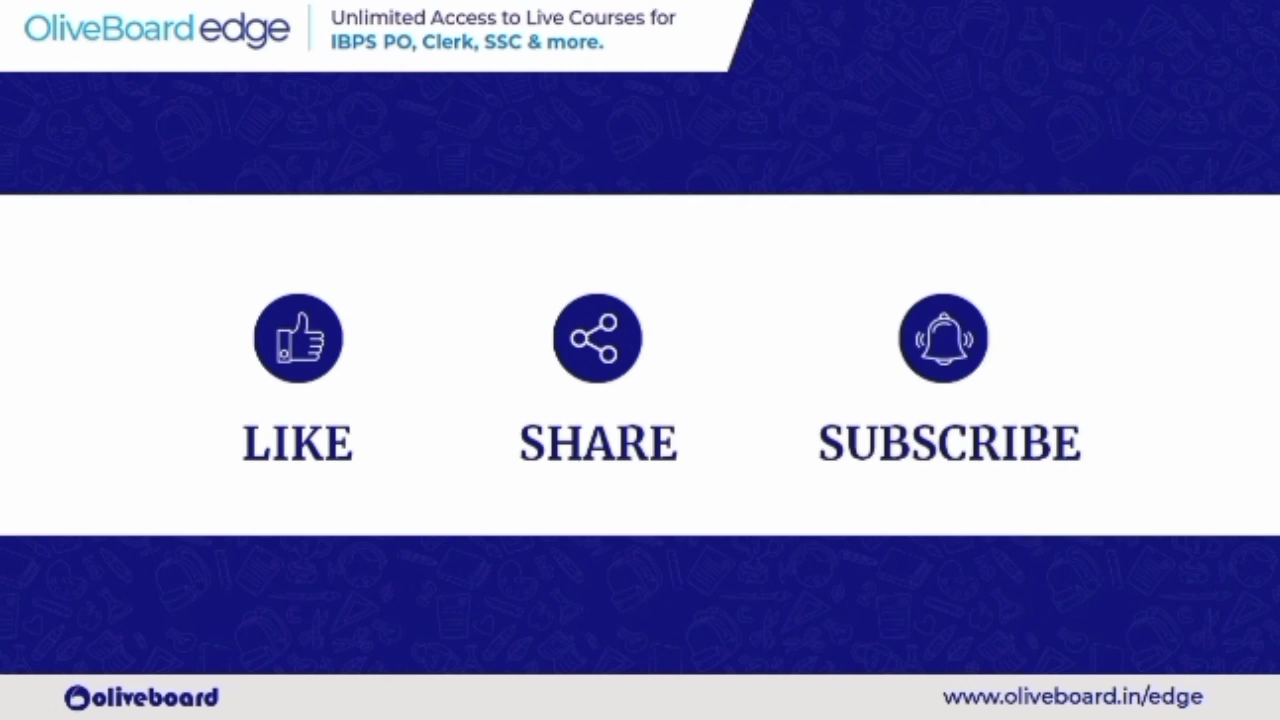 OliveBoard edge
Unlimited Access to Live Courses for
IBPS PO, Clerk, SSC & more.
LIKE
SHARE
SUBSCRIBE
oliveboard
www.oliveboard.in/edge